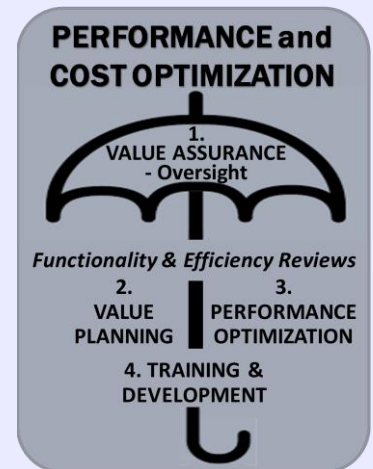 PERFORMANCE and
COST OPTIMIZATION
1.
VALUE ASSURANCE
- Oversight
Functionality & Efficiency Reviews
2.
VALUE
PLANNING
3.
PERFORMANCE
OPTIMIZATION
4. TRAINING &
DEVELOPMENT